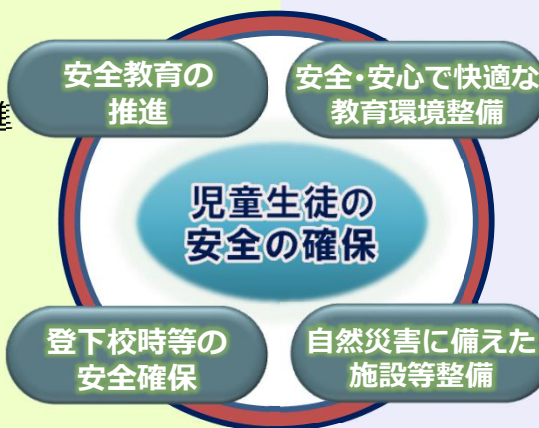 安全教育の
推進
安全・安心で快適な
教育環境整備
児童生徒の
安全の確保
登下校時等の
安全確保
自然災害に備えた
施設等整備